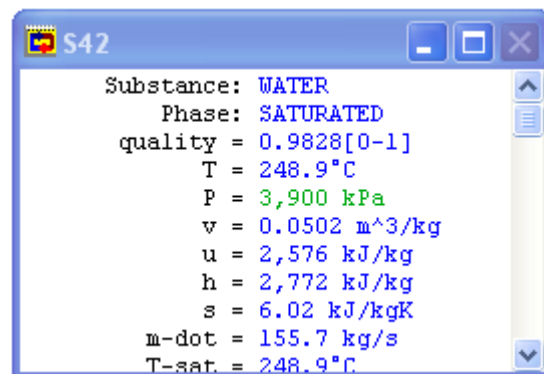 S42
Substance: WATER
Phase: SATURATED
quality = 0.9828[0-1]
T = 248.9°C
P = 3,900 kPa
v = 0.0502 m^3/kg
u = 2,576 kJ/kg
h = 2,772 kJ/kg
s = 6.02 kJ/kgK
m-dot = 155.7 kg/s
T-sat = 248.9°C